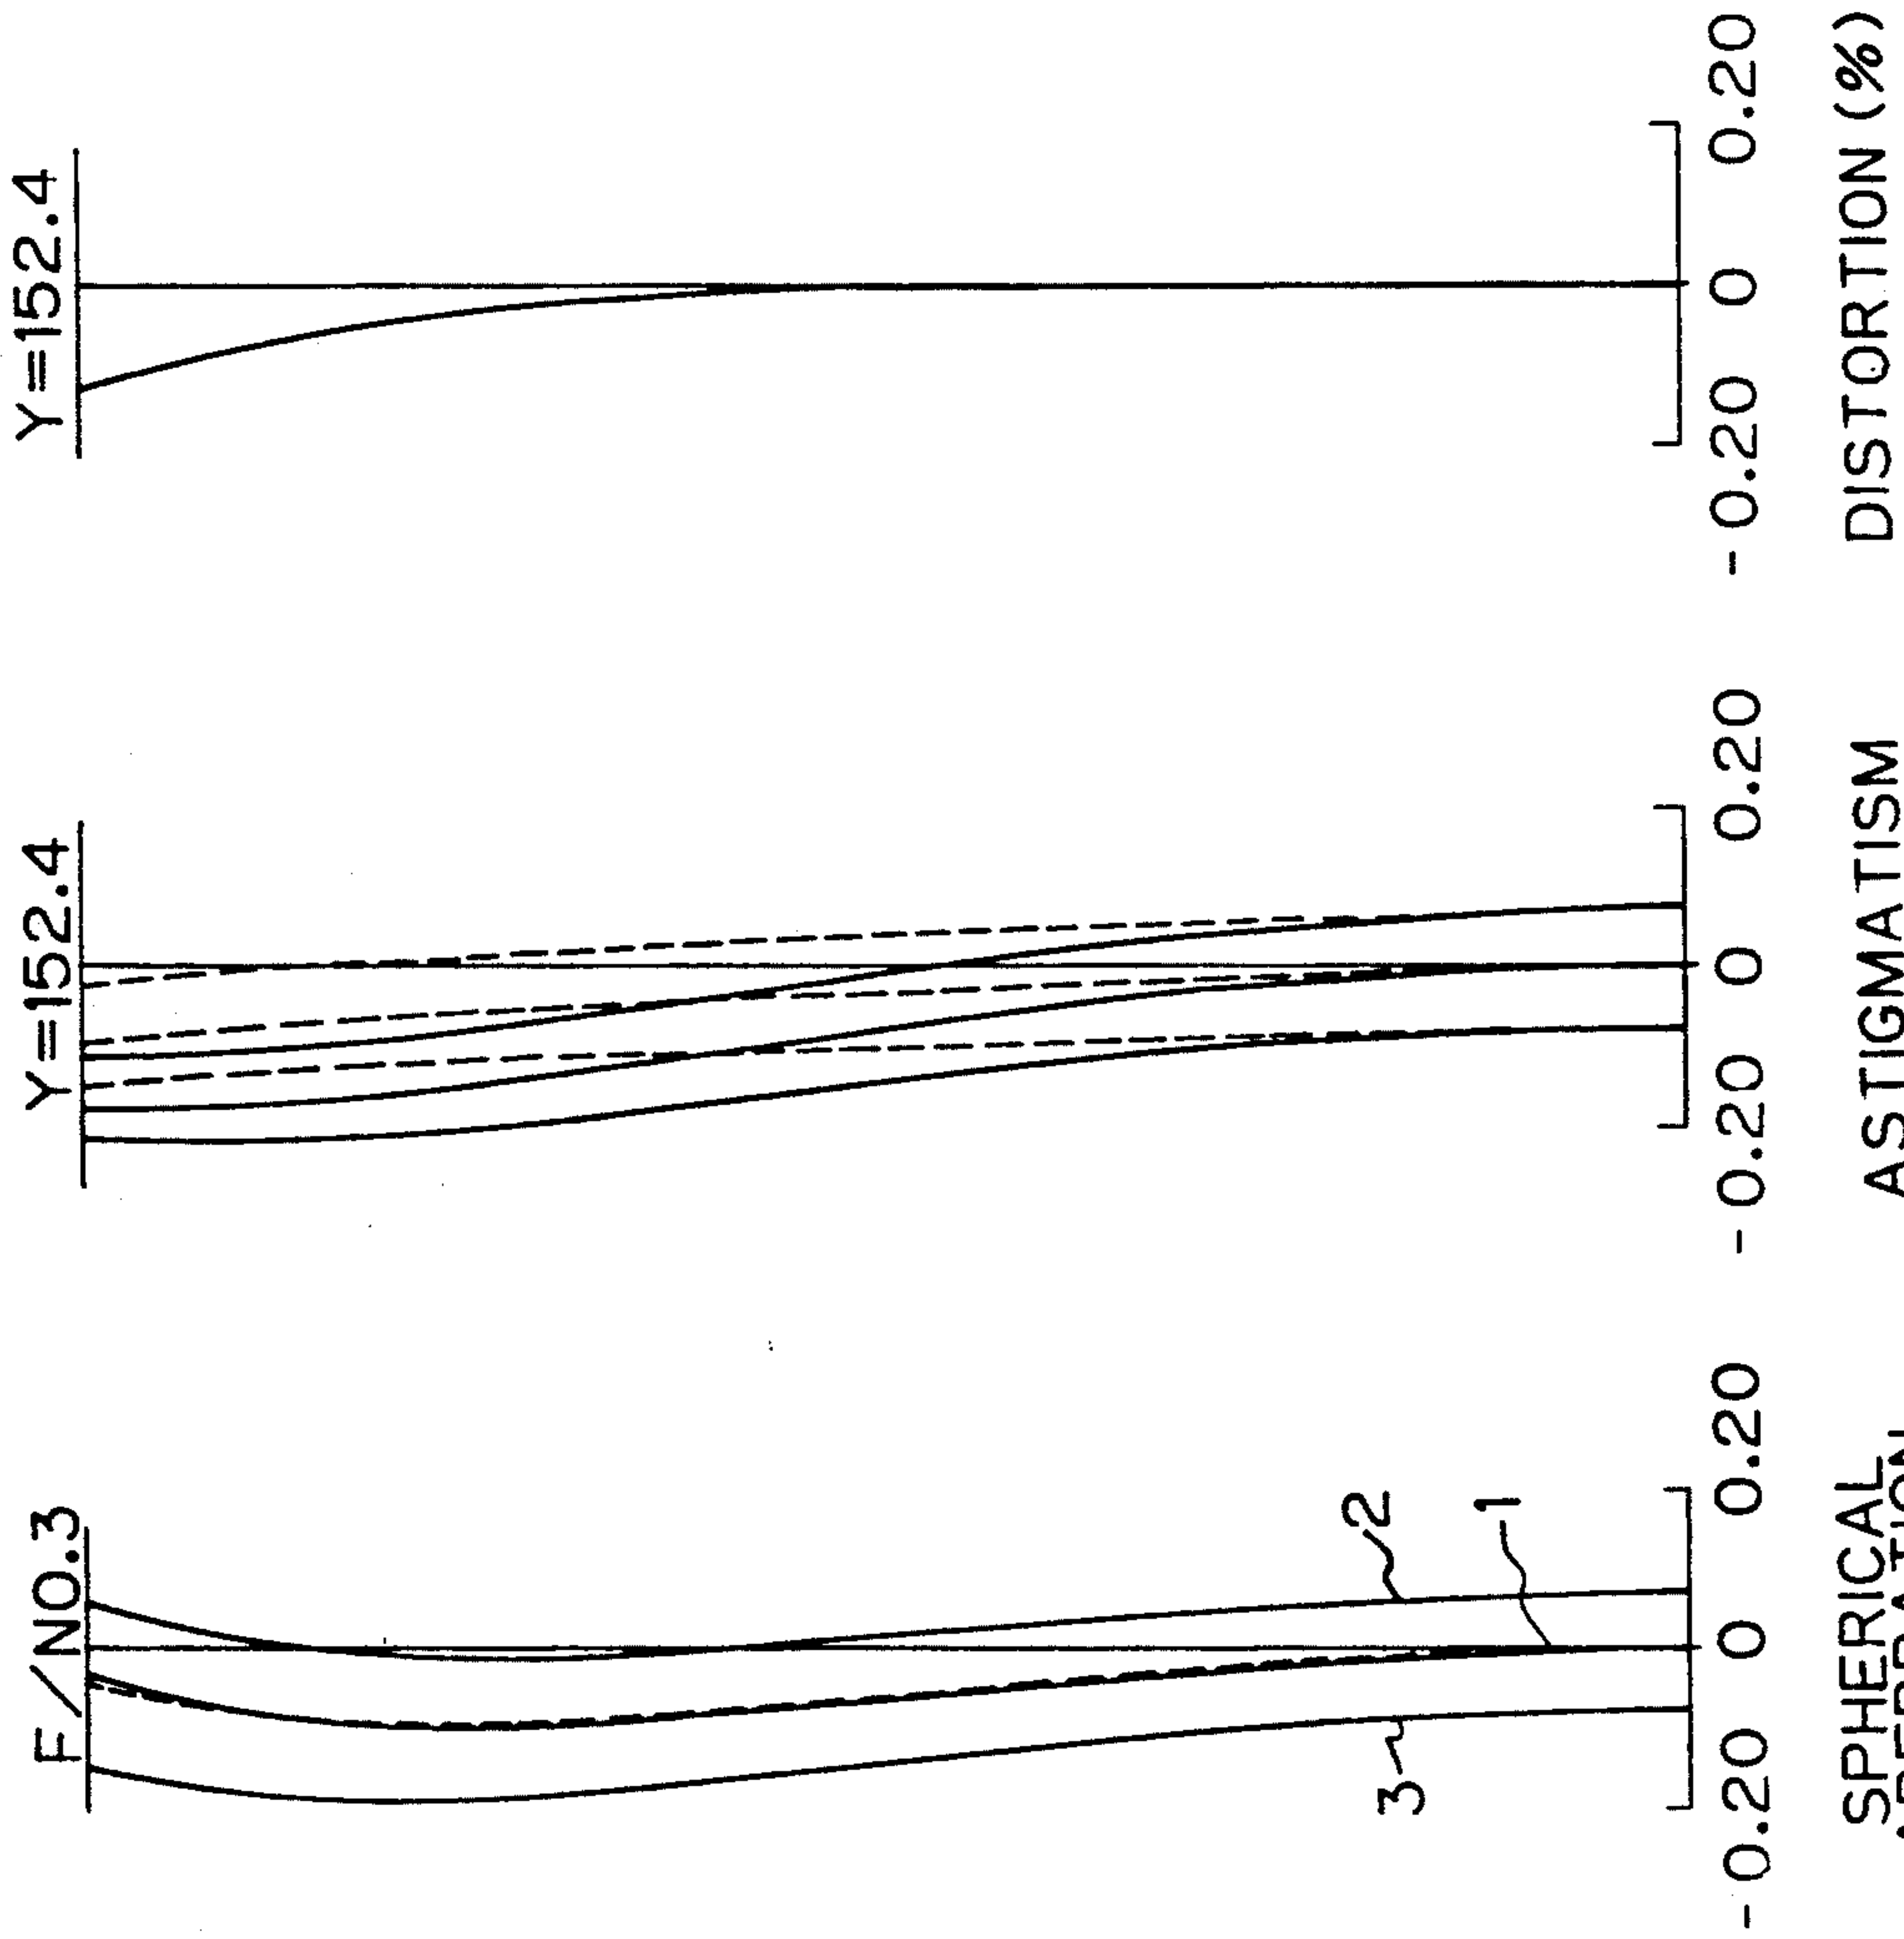 F/NO.3
2
1
3
-0.20 0 0.20
SPHERICAL
ABERRATION
Y=152.4
-0.20 0 0.20
ASTIGMATISM
Y=152.4
-0.20 0 0.20
DISTORTION (%)